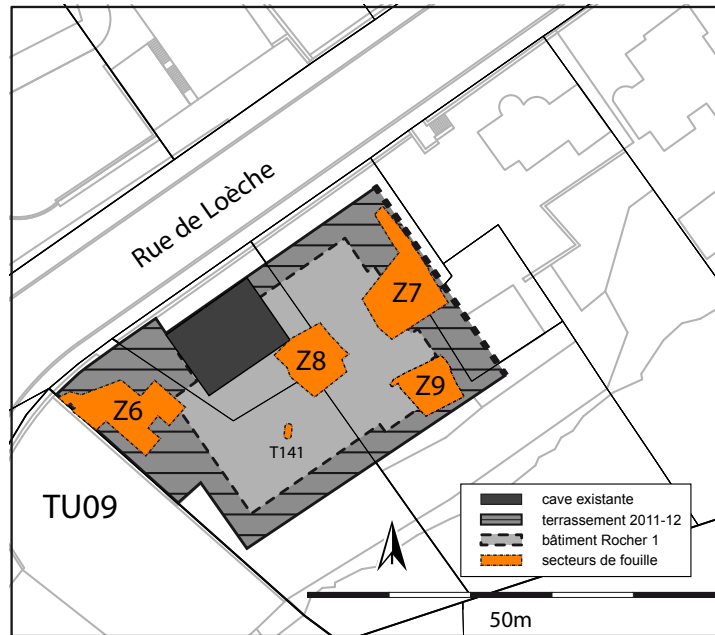 Rue de Loèche
Z7
Z8
Z9
Z6
T141
TU09
cave existante
terrassement 2011-12
bâtiment Rocher 1
secteurs de fouille
50m